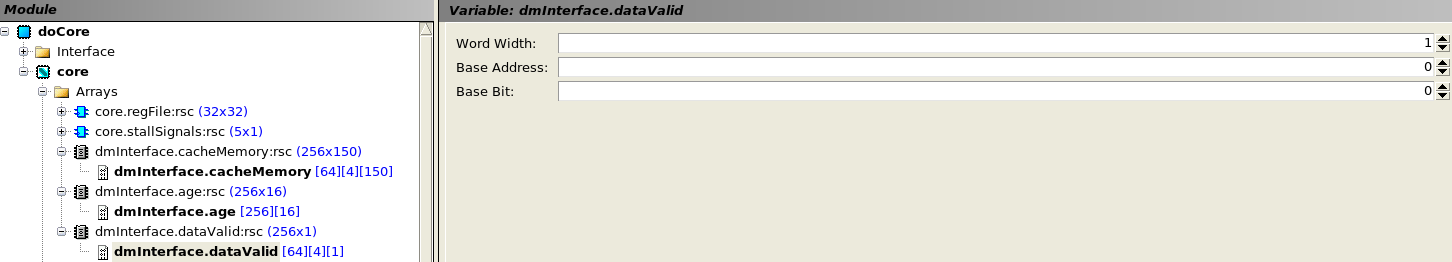 Module
doCore
Interface
core
Arrays
core.regFile:rsc (32x32)
core.stallSignals:rsc (5x1)
dmInterface.cacheMemory:rsc (256x150)
dmInterface.cacheMemory [64][4][150]
dmInterface.age:rsc (256x16)
dmInterface.age [256][16]
dmInterface.dataValid:rsc (256x1)
dmInterface.dataValid [64][4][1]
Variable: dmInterface.dataValid
Word Width: 1
Base Address: 0
Base Bit: 0